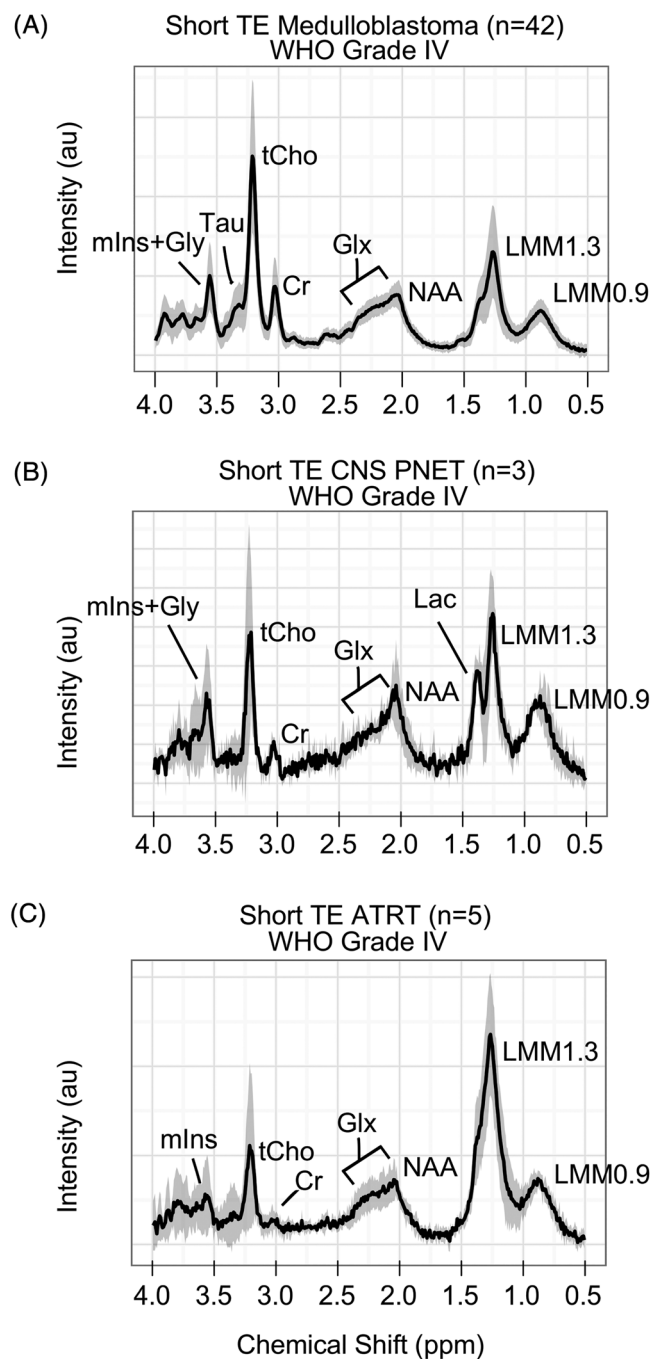 (A)
Short TE Medulloblastoma (n=42)
WHO Grade IV
Intensity (au)
tCho
Tau
mIns+Gly
Cr
Glx
NAA
LMM1.3
LMM0.9
4.0 3.5 3.0 2.5 2.0 1.5 1.0 0.5
(B)
Short TE CNS PNET (n=3)
WHO Grade IV
Intensity (au)
mIns+Gly
tCho
Cr
Glx
NAA
Lac
LMM1.3
LMM0.9
4.0 3.5 3.0 2.5 2.0 1.5 1.0 0.5
(C)
Short TE ATRT (n=5)
WHO Grade IV
Intensity (au)
mIns
tCho
Cr
Glx
NAA
LMM1.3
LMM0.9
4.0 3.5 3.0 2.5 2.0 1.5 1.0 0.5
Chemical Shift (ppm)